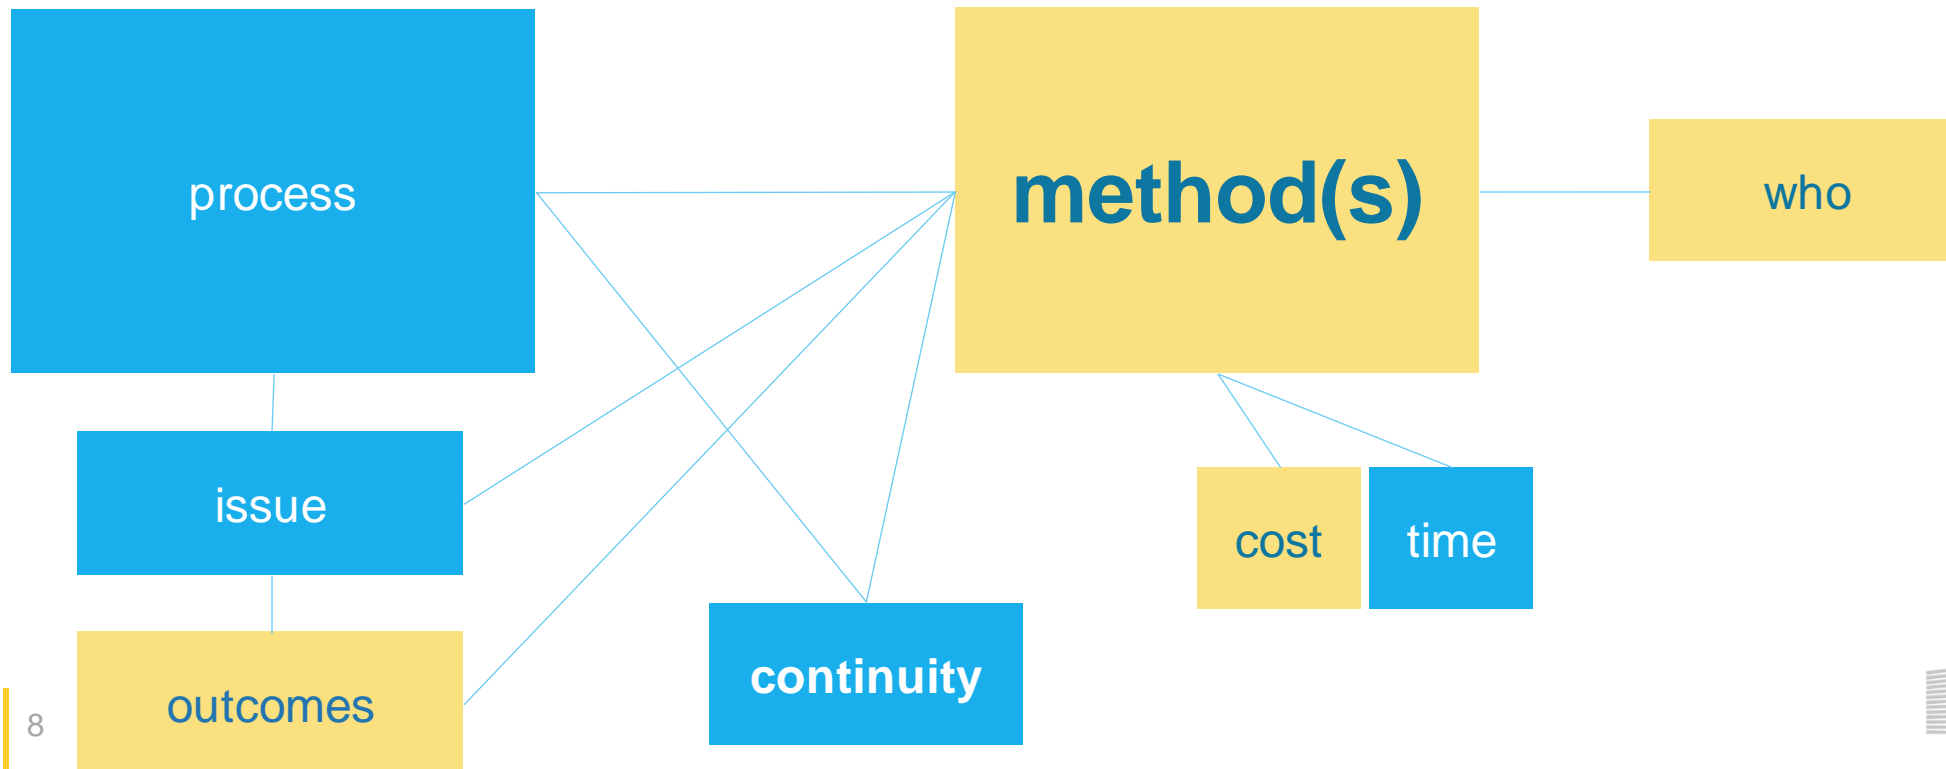 process
method(s)
who
issue
cost
time
continuity
outcomes
8